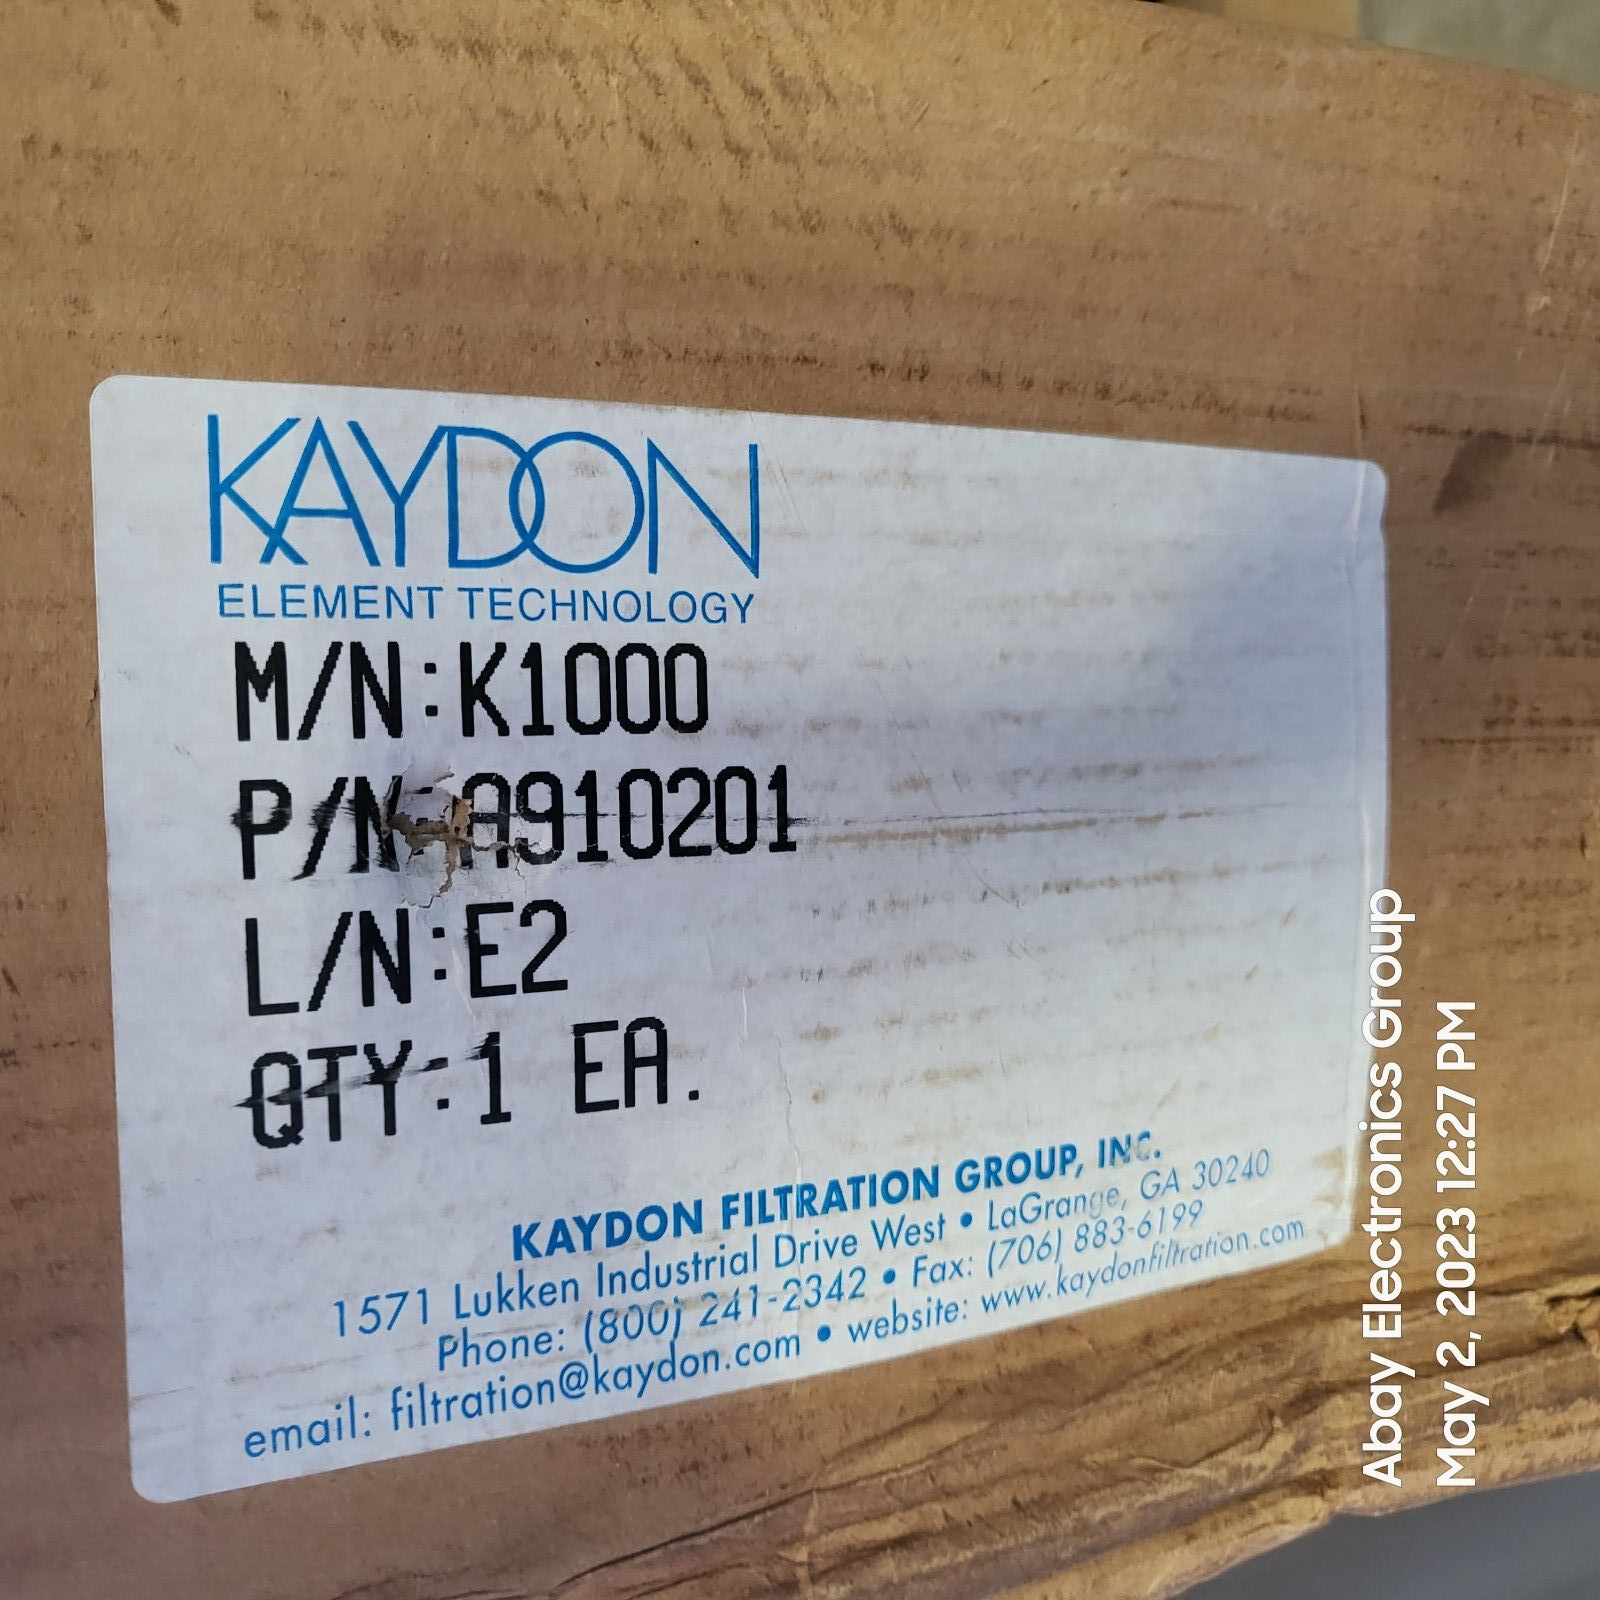 KAYDON
ELEMENT TECHNOLOGY
M/N:K1000
P/N:A910201
L/N:E2
QTY:1 EA.
KAYDON FILTRATION GROUP, INC.
1571 Lukken Industrial Drive West • LaGrange, GA 30240
Phone: (800) 241-2342 • Fax: (706) 883-6199
email: filtration@kaydon.com • website: www.kaydonfiltration.com
Abay Electronics Group
May 2, 2023 12:27 PM